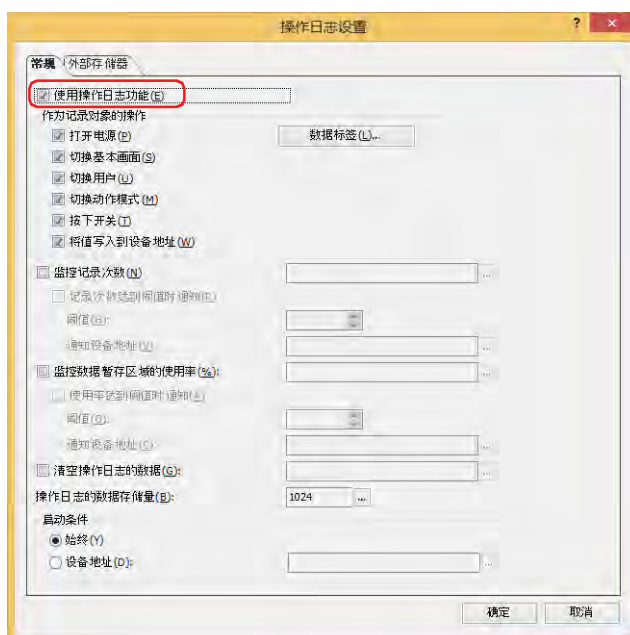 操作日志设置
? ×
常规 外部存储器
使用操作日志功能(E)
作为记录对象的操作
打开电源(P) 数据标签(L)...
切换基本画面(S)
切换用户(U)
切换动作模式(M)
按下开关(T)
将值写入到设备地址(W)
监控记录次数(N) ...
记录次数达到阈值时通知(R)
阈值(H):
通知设备地址(V) ...
监控数据暂存区域的使用率(%): ...
使用率达到阈值时通知(A)
阈值(O):
通知设备地址(C): ...
清空操作日志的数据(G): ...
操作日志的数据存储量(B): 1024 ...
启动条件
始终(Y)
设备地址(D): ...
确定 取消